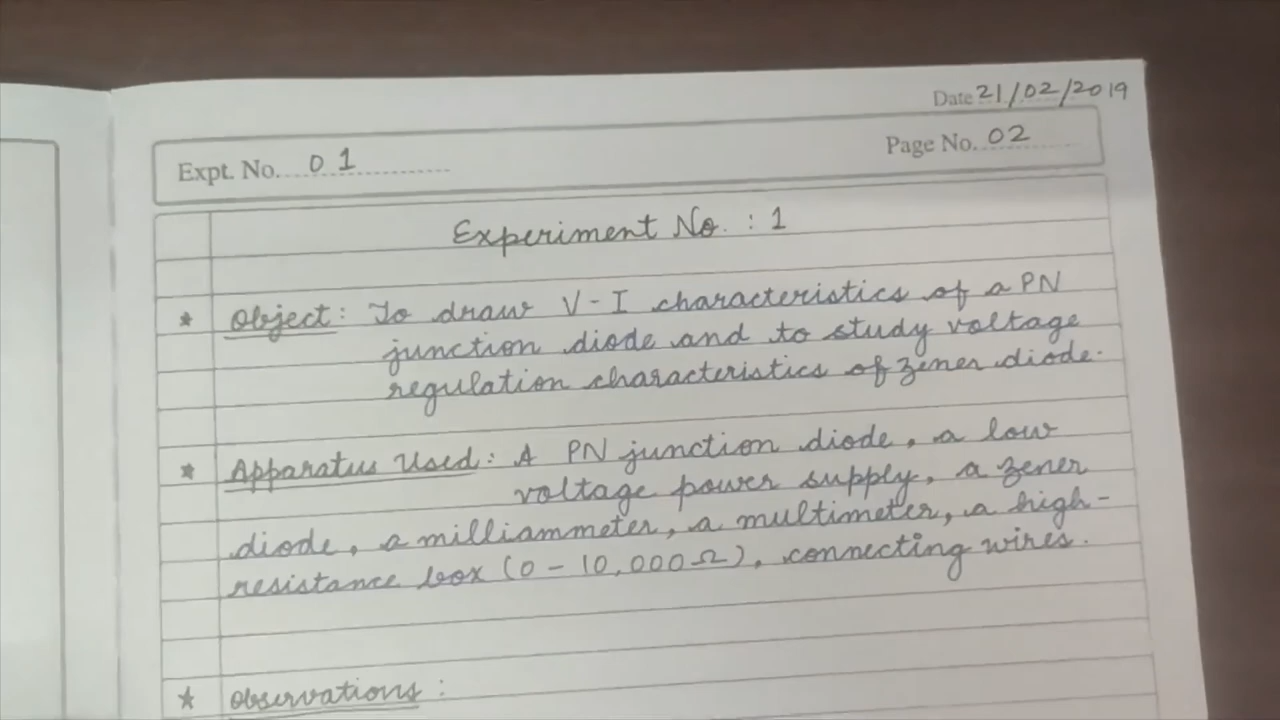 Date 21/02/2019
Expt. No. 01
Page No. 02
Experiment No. : 1
* Object: To draw V-I characteristics of a PN
junction diode and to study voltage
regulation characteristics of zener diode.
* Apparatus Used: A PN junction diode, a low
voltage power supply, a zener
diode, a milliammeter, a multimeter, a high-
resistance box (0-10,000Ω), connecting wires.
* Observations: